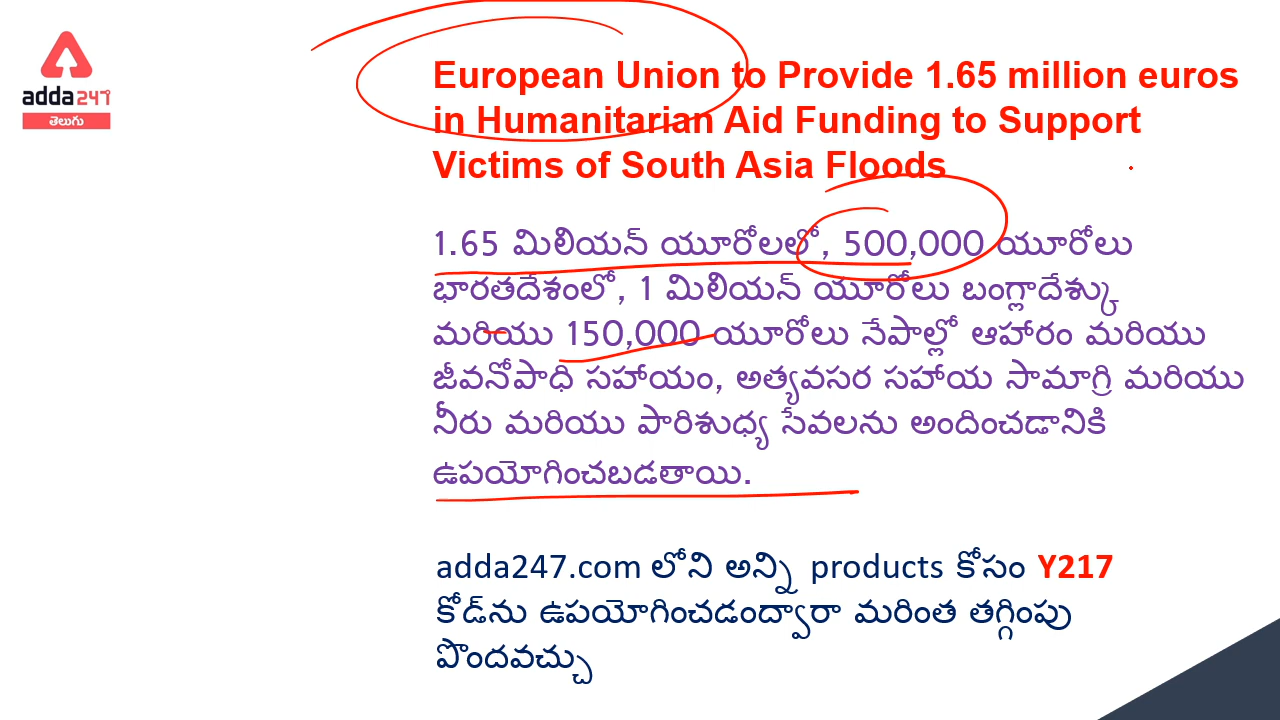 adda247
తెలుగు
European Union to Provide 1.65 million euros
in Humanitarian Aid Funding to Support
Victims of South Asia Floods
1.65 మిలియన్ యూరోలలో, 500,000 యూరోలు
భారతదేశంలో, 1 మిలియన్ యూరోలు బంగ్లాదేశ్కు
మరియు 150,000 యూరోలు నేపాల్లో ఆహారం మరియు
జీవనోపాధి సహాయం, అత్యవసర సహాయ సామాగ్రి మరియు
నీరు మరియు పారిశుధ్య సేవలను అందించడానికి
ఉపయోగించబడతాయి.
adda247.com లోని అన్ని products కోసం Y217
కోడ్‌ను ఉపయోగించడంద్వారా మరింత తగ్గింపు
పొందవచ్చు